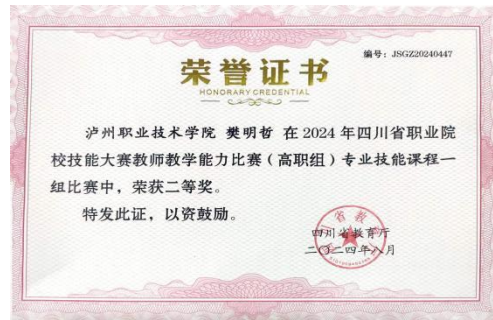 编号：JSGZ20240447
荣誉证书
HONORARY CREDENTIAL
泸州职业技术学院 樊明哲 在 2024 年四川省职业院
校技能大赛教师教学能力比赛（高职组）专业技能课程一
组比赛中，荣获二等奖。
特发此证，以资鼓励。
四川省教育厅
二〇二四年八月